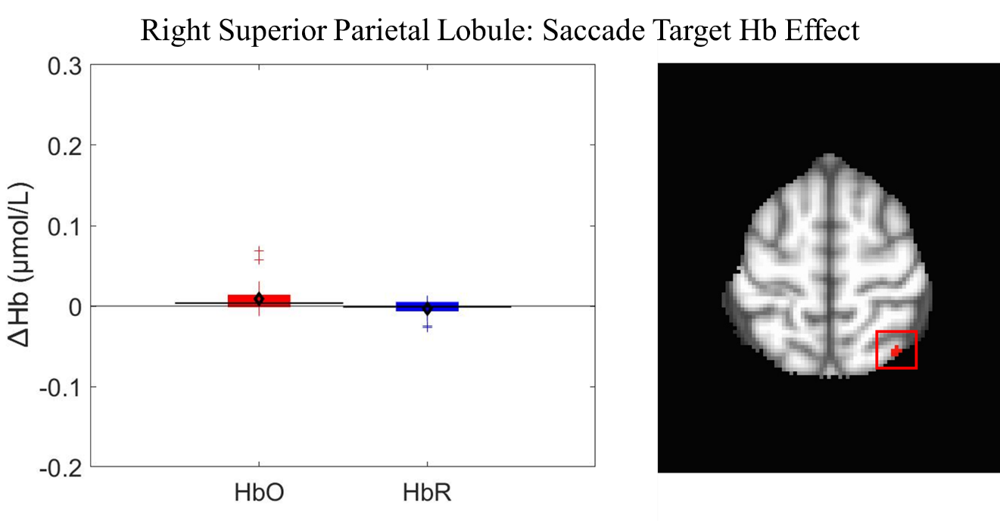 Right Superior Parietal Lobule: Saccade Target Hb Effect
0.3
0.2
0.1
0
-0.1
-0.2
ΔHb (μmol/L)
HbO
HbR